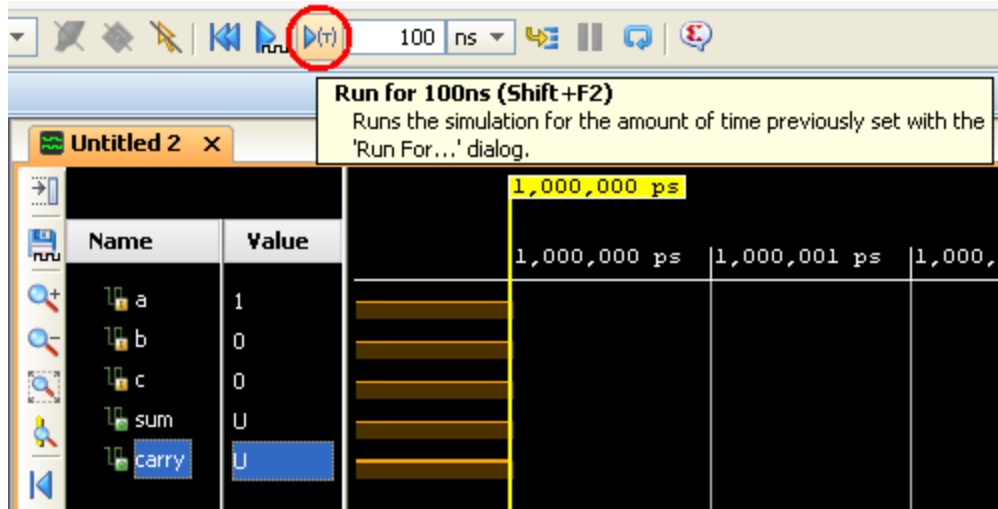 (T) 100 ns
Run for 100ns (Shift+F2)
Runs the simulation for the amount of time previously set with the
'Run For...' dialog.
Untitled 2
1,000,000 ps
Name Value
1,000,000 ps 1,000,001 ps 1,000,
a 1
b 0
c 0
sum U
carry U